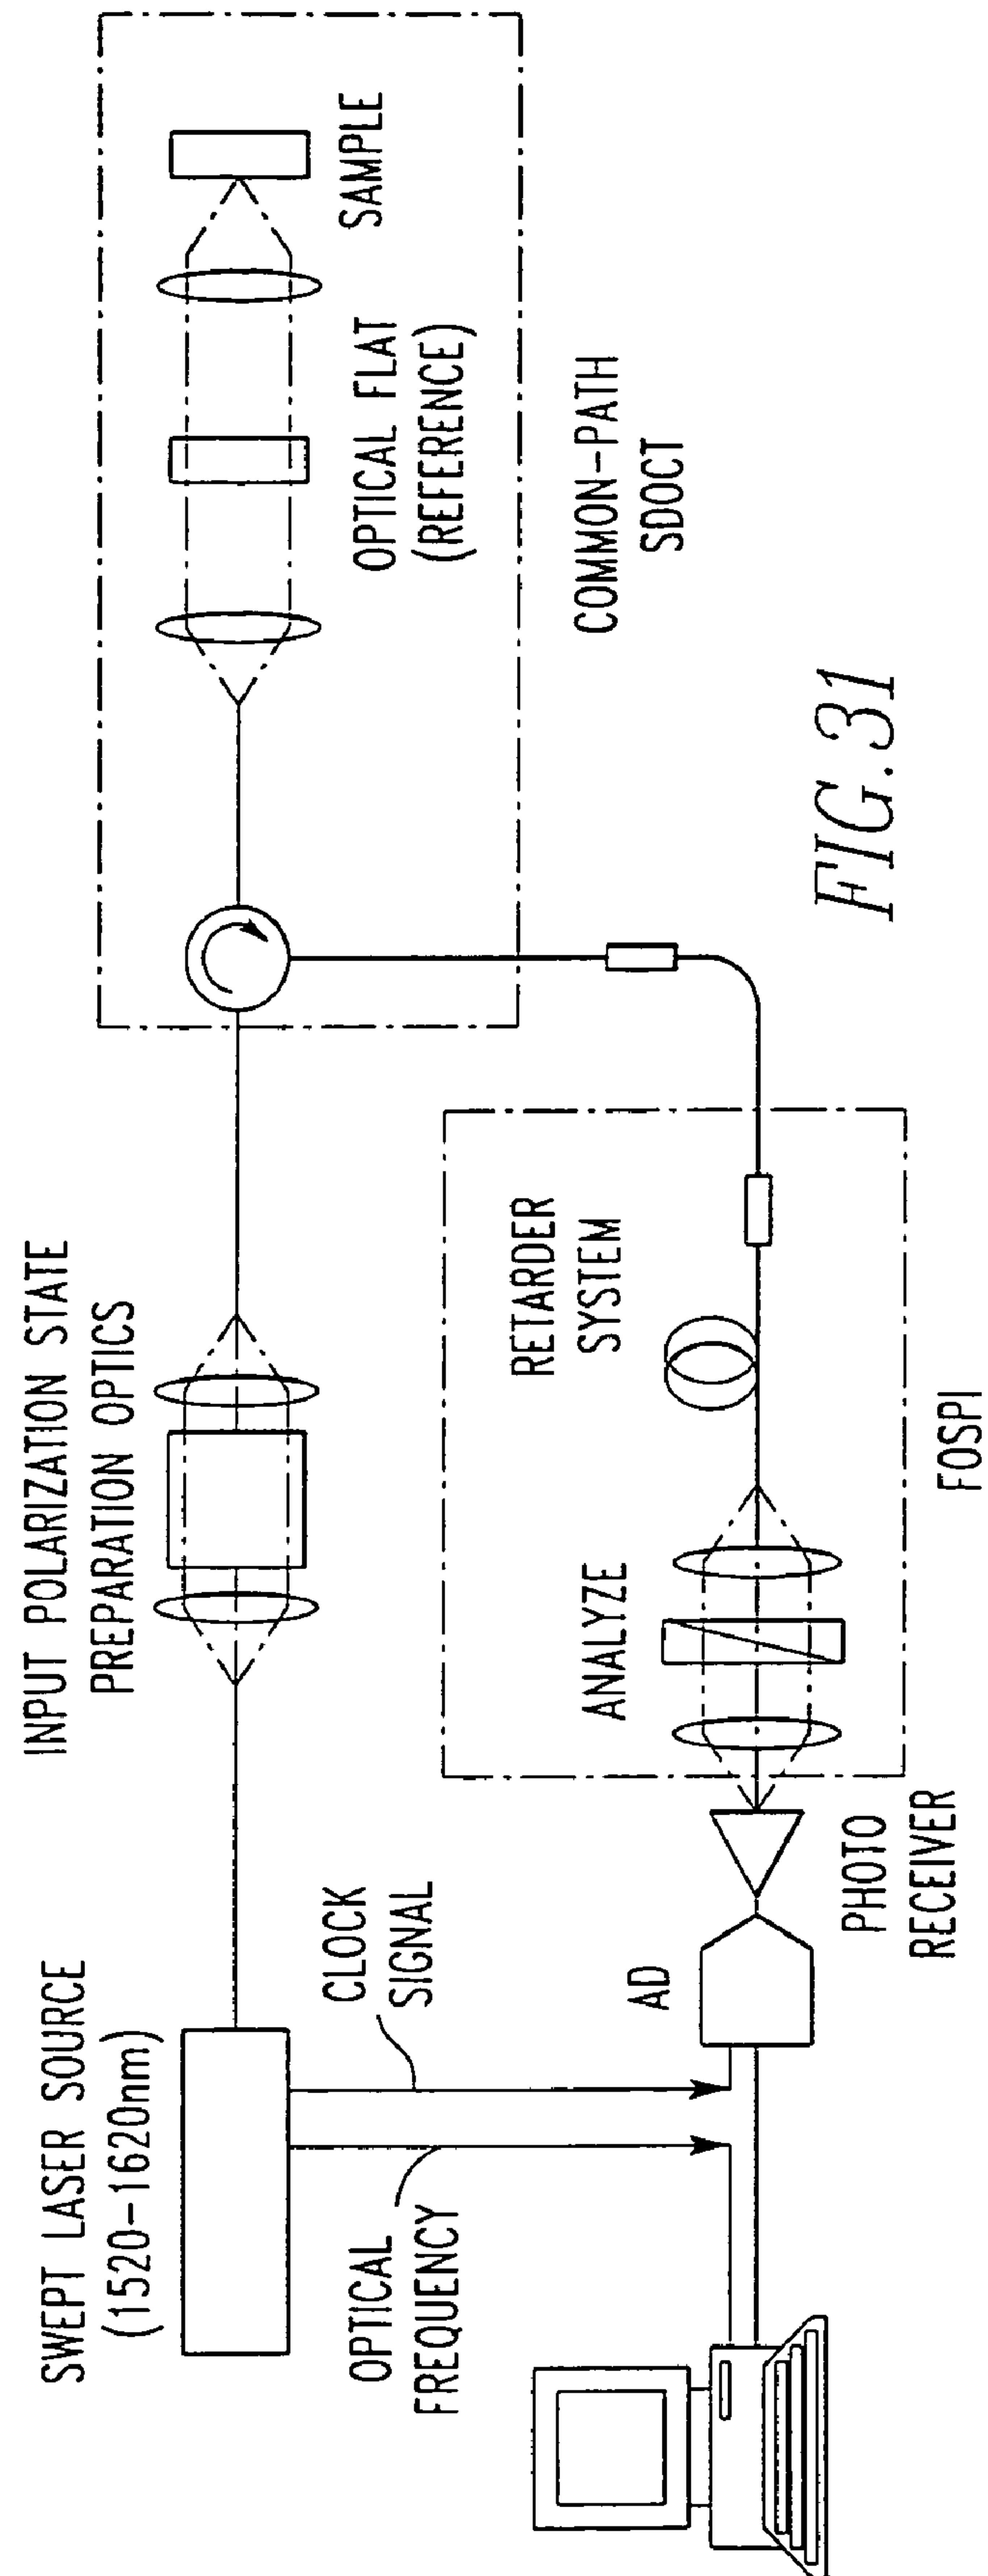 SWEPT LASER SOURCE
(1520-1620nm)
INPUT POLARIZATION STATE
PREPARATION OPTICS
SAMPLE
OPTICAL FLAT
(REFERENCE)
COMMON-PATH
SDOCT
CLOCK
SIGNAL
OPTICAL
FREQUENCY
RETARDER
SYSTEM
ANALYZE
AD
PHOTO
RECEIVER
FOSPI
FIG.31